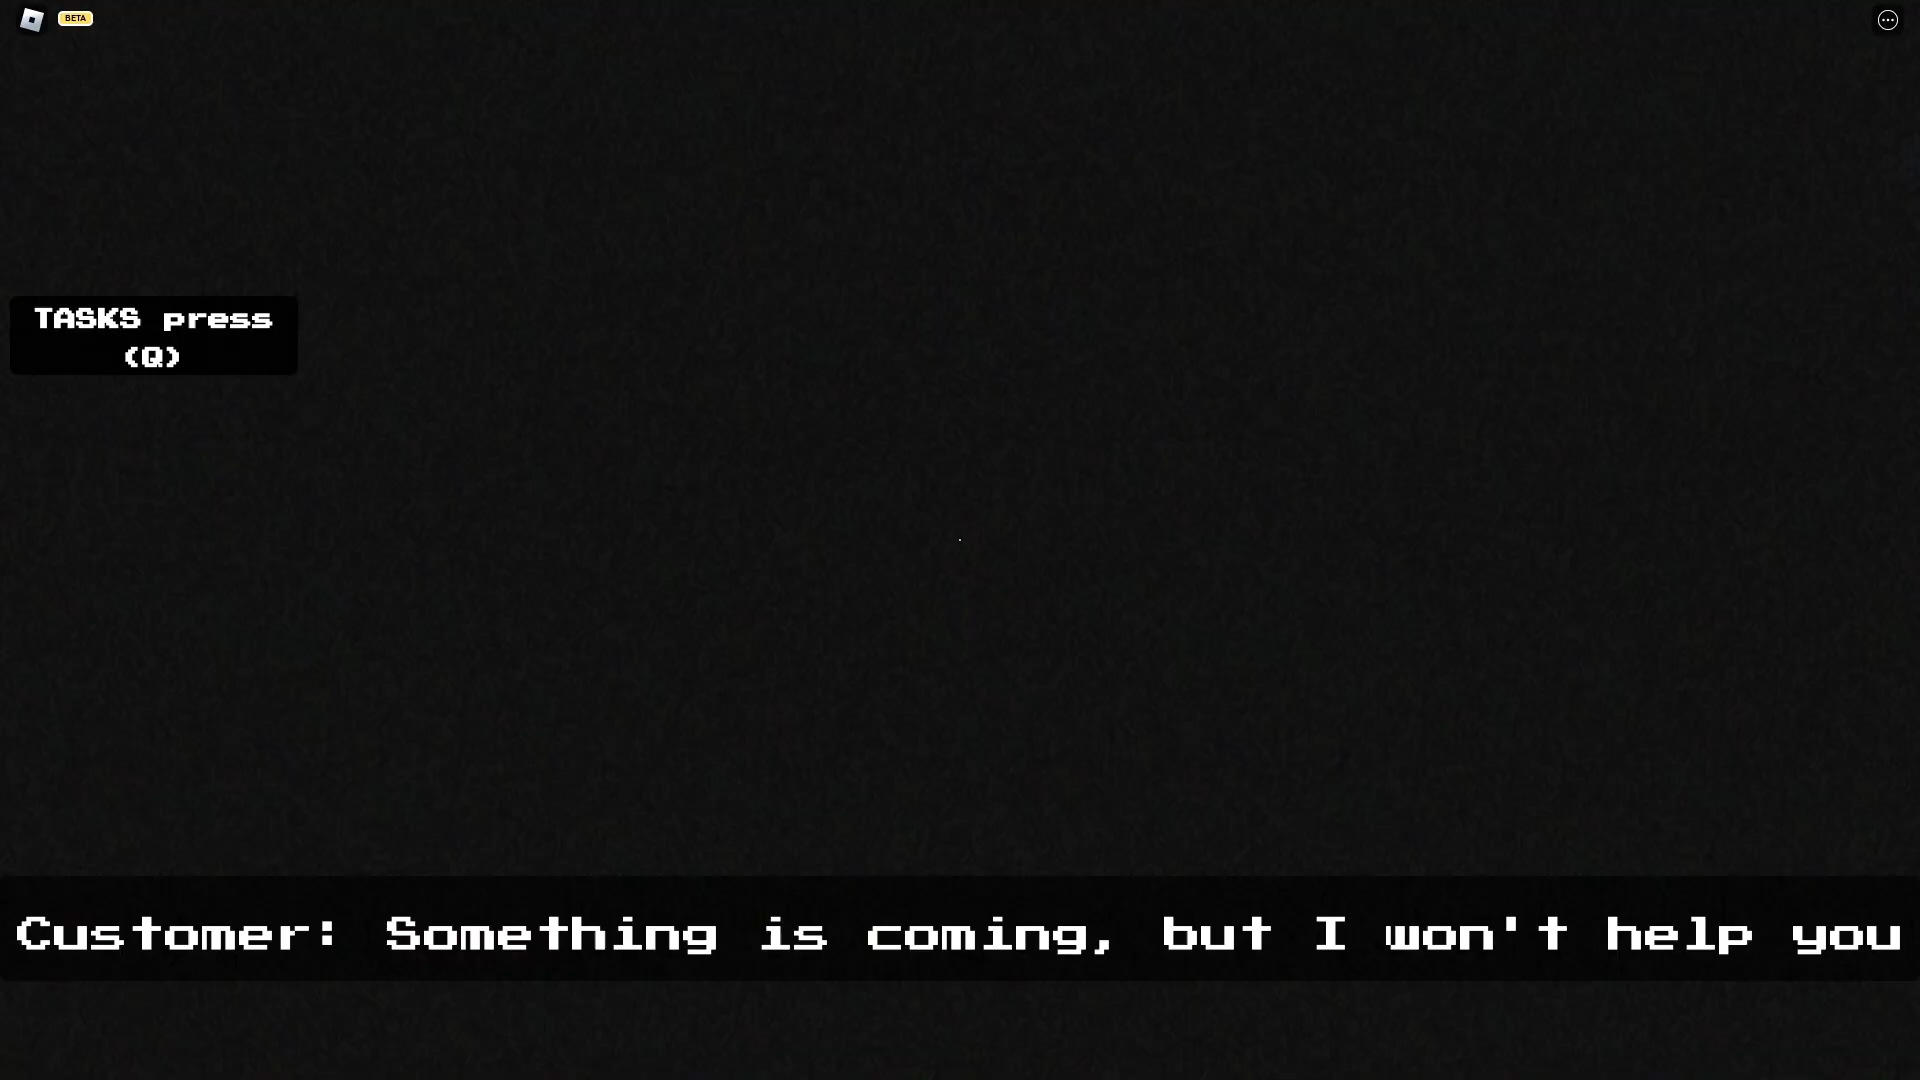 BETA
TASKS press
(Q)
Customer: Something is coming, but I won't help you